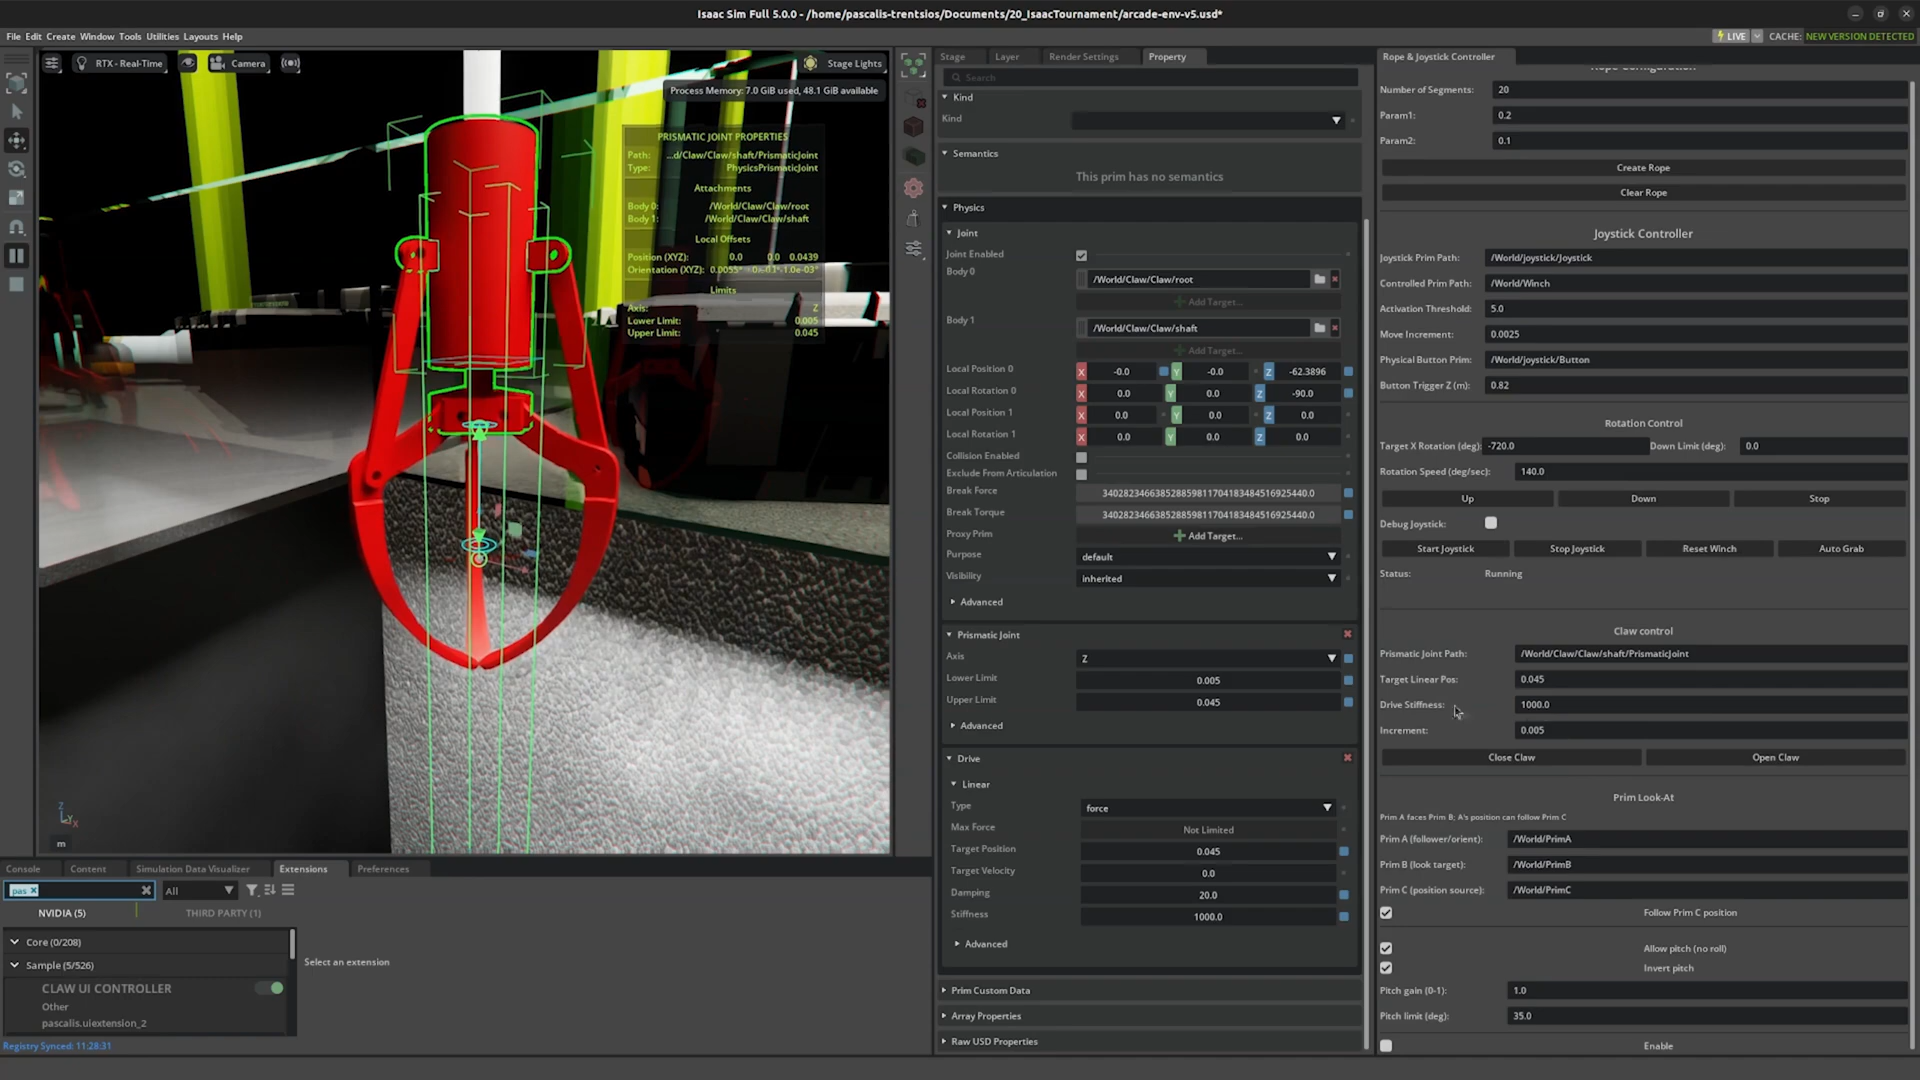 Isaac Sim Full 5.0.0 - /home/pascalis-trentsios/Documents/20_IsaacTournament/arcade-env-v5.usd*
File Edit Create Window Tools Utilities Layouts Help
LIVE
CACHE: NEW VERSION DETECTED
RTX - Real-Time
Camera
Stage Lights
Process Memory: 7.0 GiB used, 48.1 GiB available
PRISMATIC JOINT PROPERTIES
Path: ...d/Claw/Claw/shaft/PrismaticJoint
Type: PhysicsPrismaticJoint
Attachments
Body 0: /World/Claw/Claw/root
Body 1: /World/Claw/Claw/shaft
Local Offsets
Position (XYZ): 0.0 0.0 0.0439
Orientation (XYZ): 0.0055°
Limits
Axis: Z
Lower Limit: 0.005
Upper Limit: 0.045
Z
Y
X
m
Console Content Simulation Data Visualizer Extensions Preferences
pas
All
NVIDIA (5) THIRD PARTY (1)
Core (0/208)
Sample (5/526)
CLAW UI CONTROLLER
Other
pascalis.uiextension_2
Select an extension
Registry Synced: 11:28:31
Stage Layer Render Settings Property
Search
Kind
Kind
Semantics
This prim has no semantics
Physics
Joint
Joint Enabled
Body 0
/World/Claw/Claw/root
Add Target...
Body 1
/World/Claw/Claw/shaft
Add Target...
Local Position 0 X -0.0 Y -0.0 Z -62.3896
Local Rotation 0 X 0.0 Y 0.0 Z -90.0
Local Position 1 X 0.0 Y 0.0 Z 0.0
Local Rotation 1 X 0.0 Y 0.0 Z 0.0
Collision Enabled
Exclude From Articulation
Break Force 340282346638528859811704183484516925440.0
Break Torque 340282346638528859811704183484516925440.0
Proxy Prim Add Target...
Purpose default
Visibility inherited
Advanced
Prismatic Joint
Axis Z
Lower Limit 0.005
Upper Limit 0.045
Advanced
Drive
Linear
Type force
Max Force Not Limited
Target Position 0.045
Target Velocity 0.0
Damping 20.0
Stiffness 1000.0
Advanced
Prim Custom Data
Array Properties
Raw USD Properties
Rope & Joystick Controller
Rope Configuration
Number of Segments: 20
Param1: 0.2
Param2: 0.1
Create Rope
Clear Rope
Joystick Controller
Joystick Prim Path: /World/joystick/Joystick
Controlled Prim Path: /World/Winch
Activation Threshold: 5.0
Move Increment: 0.0025
Physical Button Prim: /World/joystick/Button
Button Trigger Z (m): 0.82
Rotation Control
Target X Rotation (deg): -720.0 Down Limit (deg): 0.0
Rotation Speed (deg/sec): 140.0
Up Down Stop
Debug Joystick:
Start Joystick Stop Joystick Reset Winch Auto Grab
Status: Running
Claw control
Prismatic Joint Path: /World/Claw/Claw/shaft/PrismaticJoint
Target Linear Pos: 0.045
Drive Stiffness: 1000.0
Increment: 0.005
Close Claw Open Claw
Prim Look-At
Prim A faces Prim B; A's position can follow Prim C
Prim A (follower/orient): /World/PrimA
Prim B (look target): /World/PrimB
Prim C (position source): /World/PrimC
Follow Prim C position
Allow pitch (no roll)
Invert pitch
Pitch gain (0-1): 1.0
Pitch limit (deg): 35.0
Enable